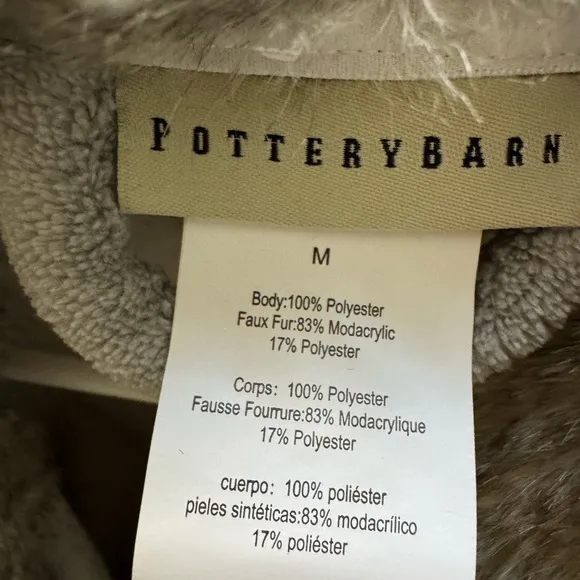 POTTERYBARN
M
Body:100% Polyester
Faux Fur:83% Modacrylic
17% Polyester
Corps: 100% Polyester
Fausse Fourrure:83% Modacrylique
17% Polyester
cuerpo: 100% poliéster
pieles sintéticas:83% modacrílico
17% poliéster